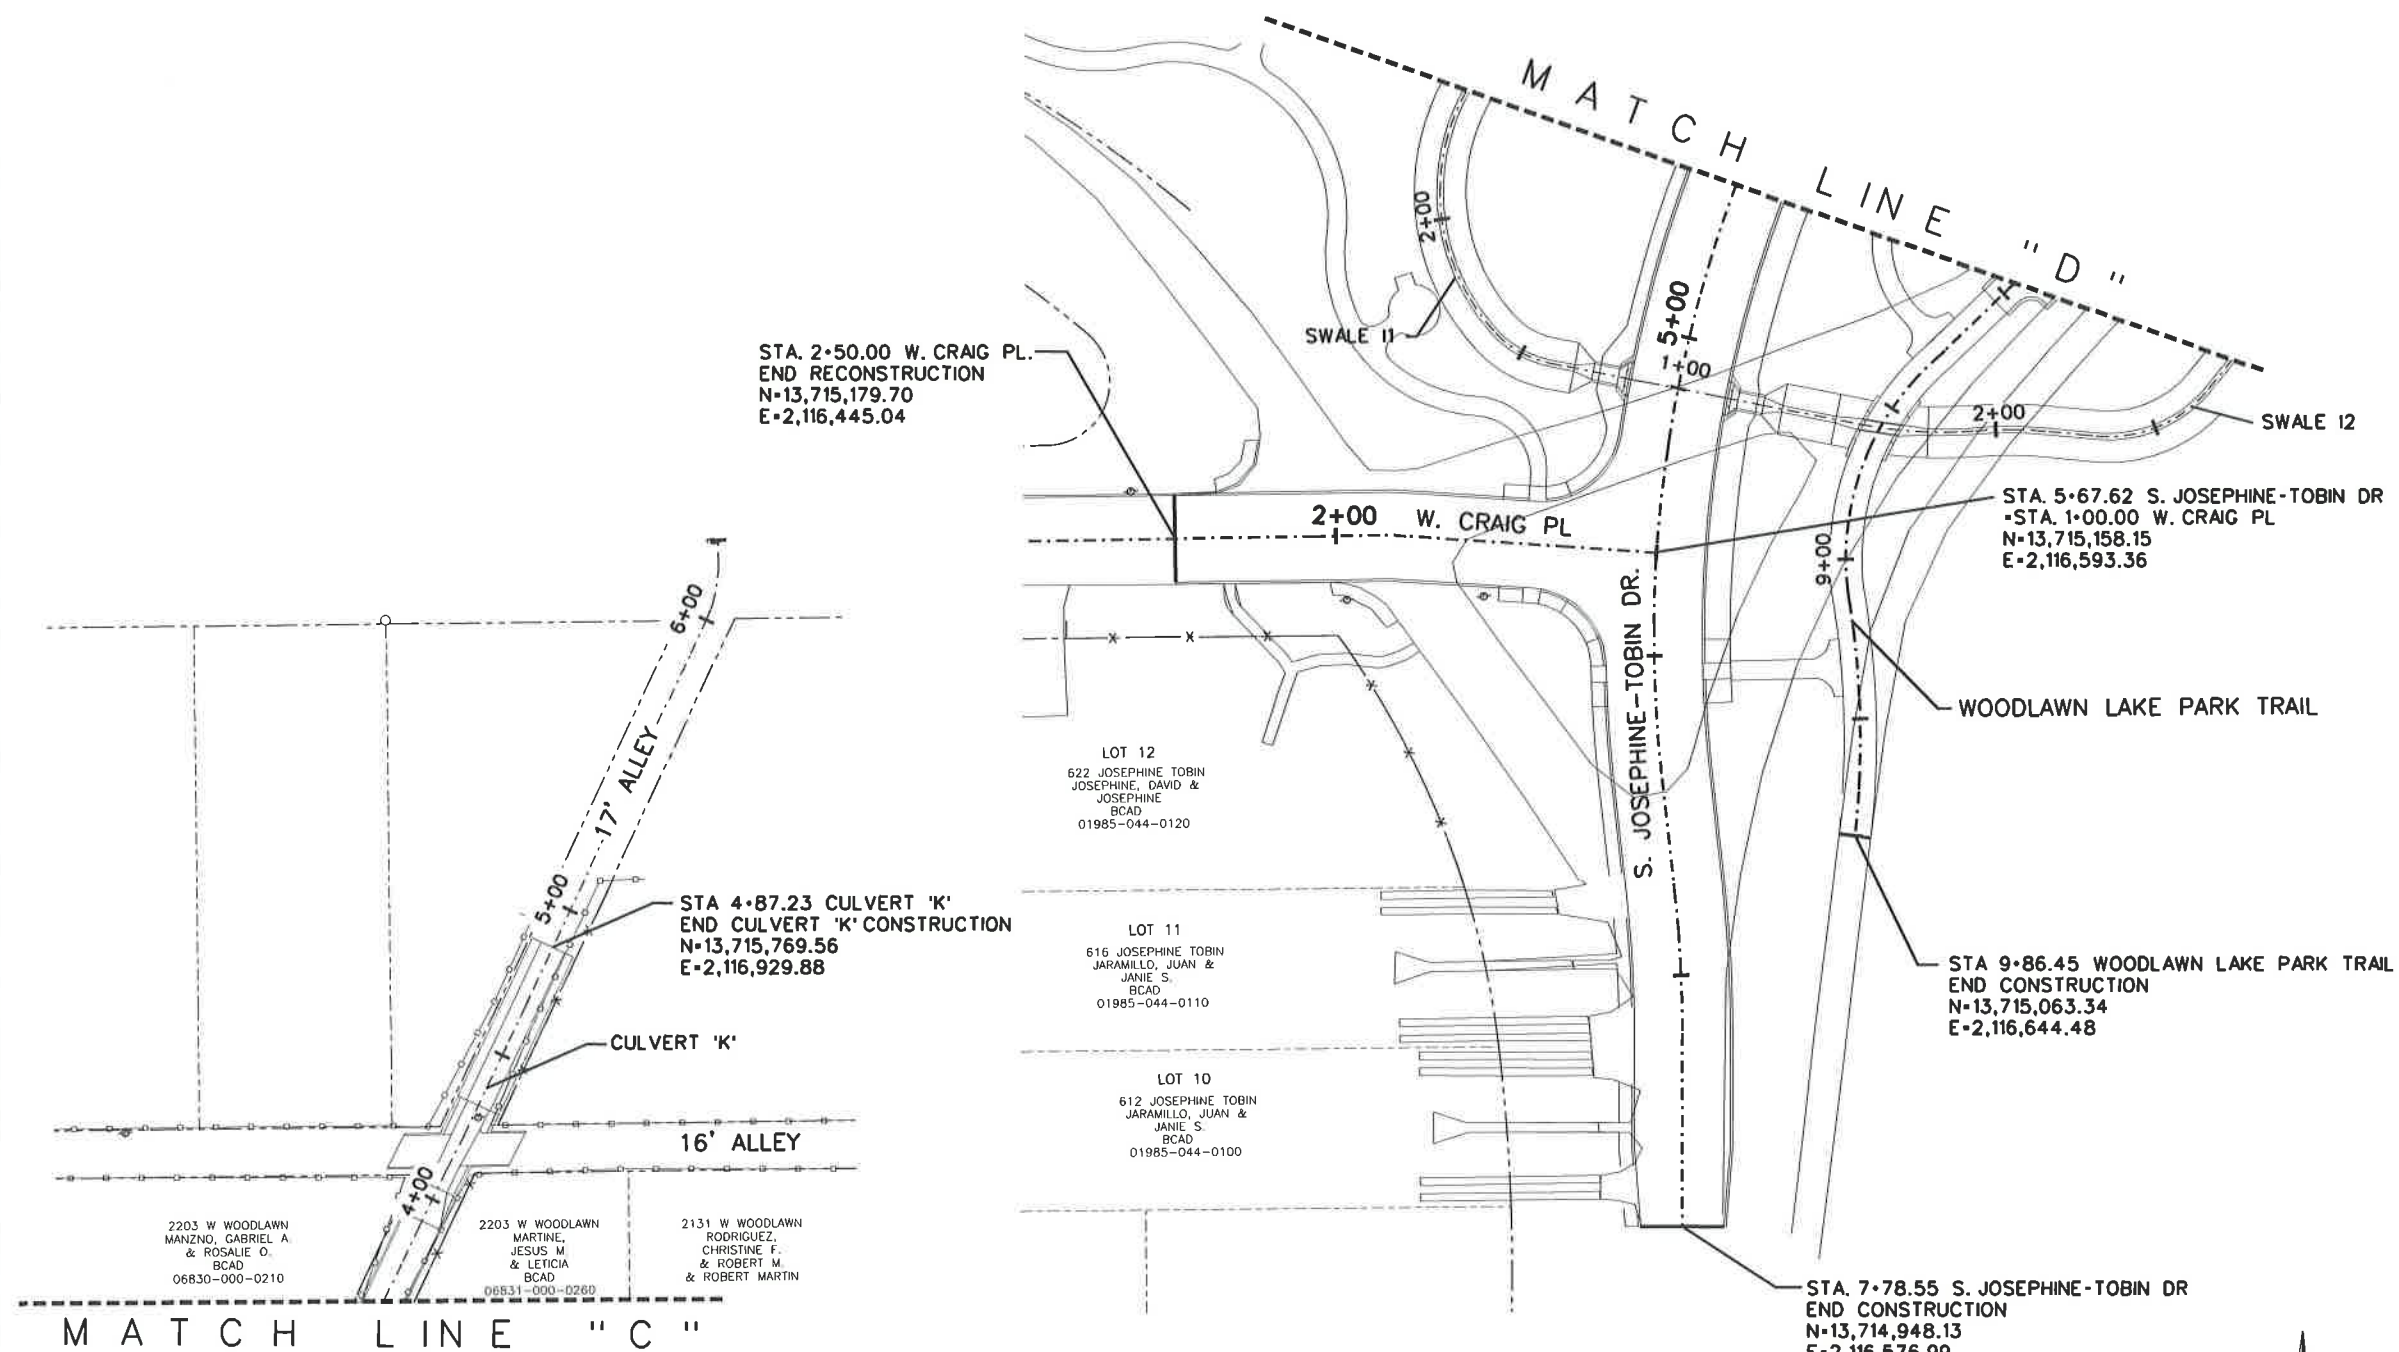 MATCH LINE "D"
2+00
SWALE I1
5+00
1+00
2+00
SWALE I2
STA. 2+50.00 W. CRAIG PL.
END RECONSTRUCTION
N=13,715,179.70
E=2,116,445.04
2+00 W. CRAIG PL
STA. 5+67.62 S. JOSEPHINE-TOBIN DR
=STA. 1+00.00 W. CRAIG PL
N=13,715,158.15
E=2,116,593.36
9+00
S. JOSEPHINE-TOBIN DR.
WOODLAWN LAKE PARK TRAIL
6+00
17' ALLEY
5+00
STA 4+87.23 CULVERT 'K'
END CULVERT 'K' CONSTRUCTION
N=13,715,769.56
E=2,116,929.88
CULVERT 'K'
16' ALLEY
4+00
LOT 12
622 JOSEPHINE TOBIN
JOSEPHINE, DAVID &
JOSEPHINE
BCAD
01985-044-0120
LOT 11
616 JOSEPHINE TOBIN
JARAMILLO, JUAN &
JANIE S.
BCAD
01985-044-0110
LOT 10
612 JOSEPHINE TOBIN
JARAMILLO, JUAN &
JANIE S.
BCAD
01985-044-0100
STA 9+86.45 WOODLAWN LAKE PARK TRAIL
END CONSTRUCTION
N=13,715,063.34
E=2,116,644.48
2203 W WOODLAWN
MANZNO, GABRIEL A.
& ROSALIE O.
BCAD
06830-000-0210
2203 W WOODLAWN
MARTINE,
JESUS M
& LETICIA
BCAD
06831-000-0260
2131 W WOODLAWN
RODRIGUEZ,
CHRISTINE F.
& ROBERT M.
& ROBERT MARTIN
STA. 7+78.55 S. JOSEPHINE-TOBIN DR
END CONSTRUCTION
N=13,714,948.13
E=2,116,576.99
MATCH LINE "C"